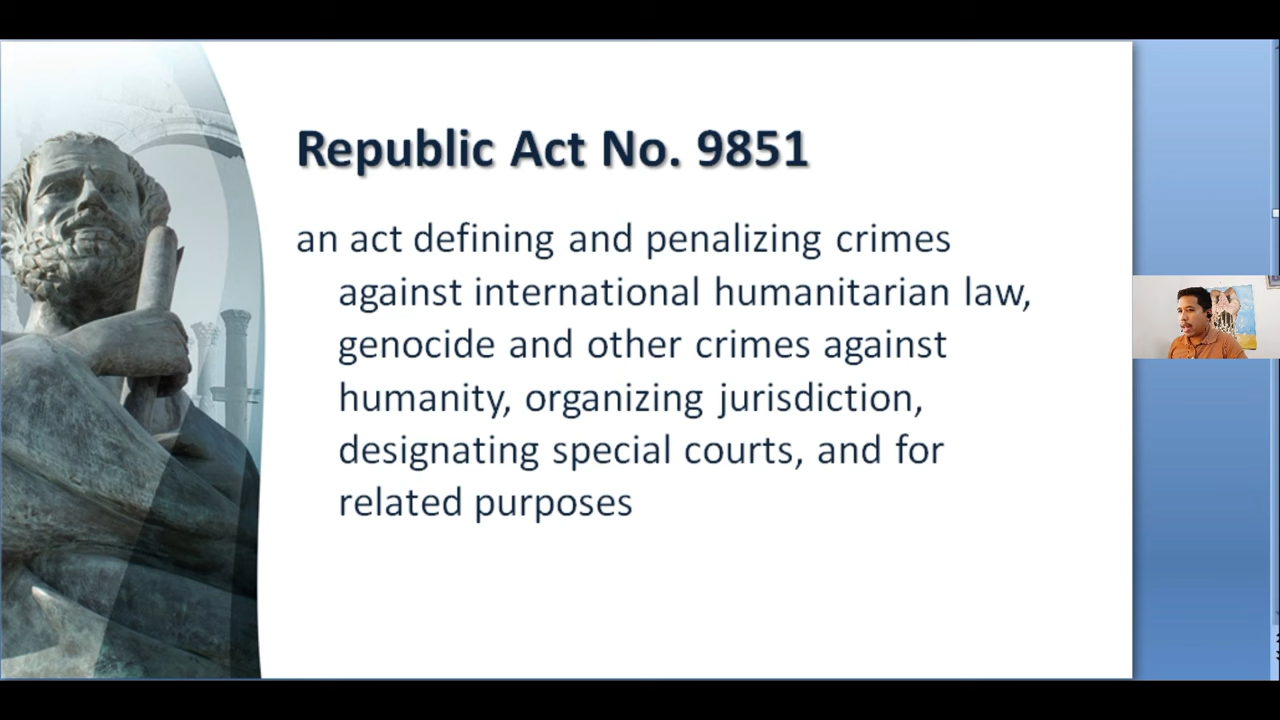 Republic Act No. 9851
an act defining and penalizing crimes
against international humanitarian law,
genocide and other crimes against
humanity, organizing jurisdiction,
designating special courts, and for
related purposes